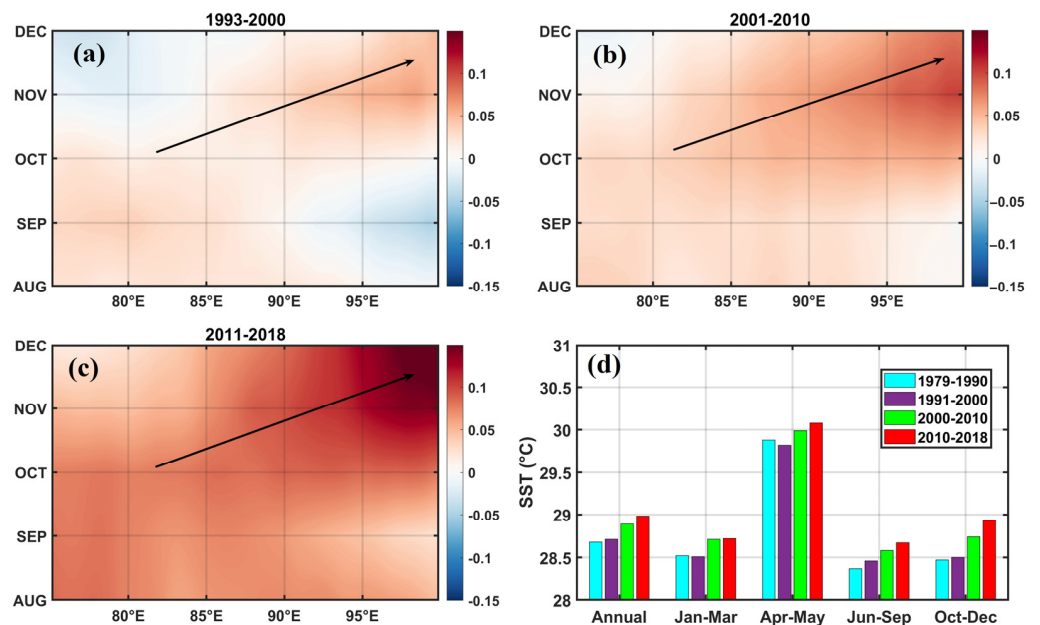 1993-2000
(a)
DEC
NOV
OCT
SEP
AUG
80°E 85°E 90°E 95°E
0.1
0.05
0
-0.05
-0.1
-0.15
2001-2010
(b)
DEC
NOV
OCT
SEP
AUG
80°E 85°E 90°E 95°E
0.1
0.05
0
−0.05
−0.1
−0.15
2011-2018
(c)
DEC
NOV
OCT
SEP
AUG
80°E 85°E 90°E 95°E
0.1
0.05
0
-0.05
-0.1
-0.15
(d)
SST (°C)
31
30.5
30
29.5
29
28.5
28
1979-1990
1991-2000
2000-2010
2010-2018
Annual Jan-Mar Apr-May Jun-Sep Oct-Dec